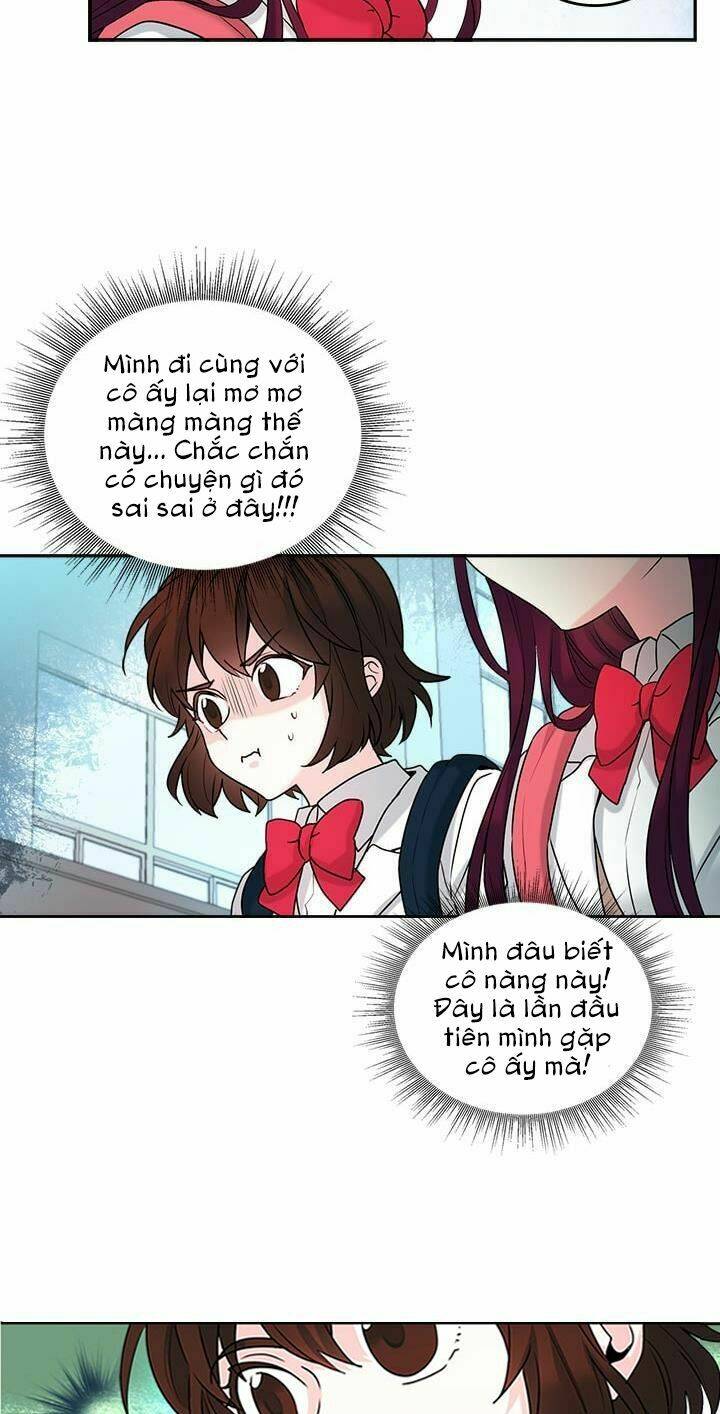 Mình đi cùng với
cô ấy lại mơ mơ
màng màng thế
này... Chắc chắn
có chuyện gì đó
sai sai ở đây!!!
Mình đâu biết
cô nàng này!
Đây là lần đầu
tiên mình gặp
cô ấy mà!